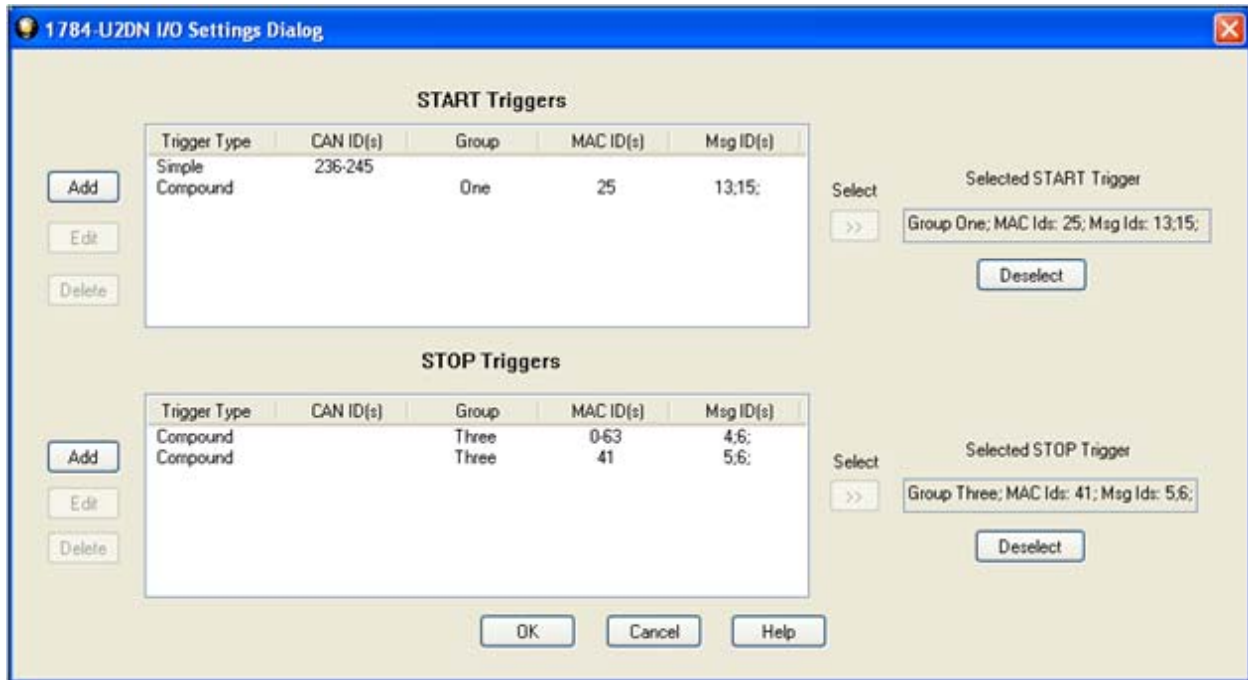 1784-U2DN I/O Settings Dialog
START Triggers
Trigger Type CAN ID(s) Group MAC ID(s) Msg ID(s)
Simple 236-245
Compound One 25 13;15;
Add
Edit
Delete
Select
>>
Selected START Trigger
Group One; MAC Ids: 25; Msg Ids: 13;15;
Deselect
STOP Triggers
Trigger Type CAN ID(s) Group MAC ID(s) Msg ID(s)
Compound Three 0-63 4;6;
Compound Three 41 5;6;
Add
Edit
Delete
Select
>>
Selected STOP Trigger
Group Three; MAC Ids: 41; Msg Ids: 5;6;
Deselect
OK Cancel Help